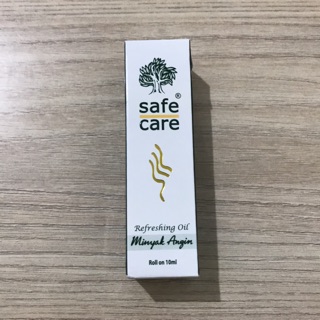 safe®
care
Refreshing Oil
Minyak Angin
Roll on 10ml